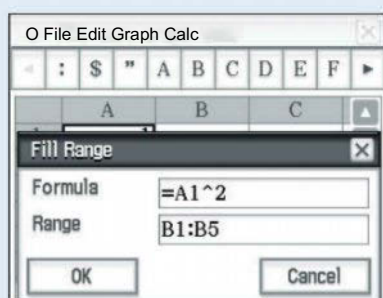 O File Edit Graph Calc
: $ " A B C D E F
A B C
Fill Range
Formula =A1^2
Range B1:B5
OK Cancel